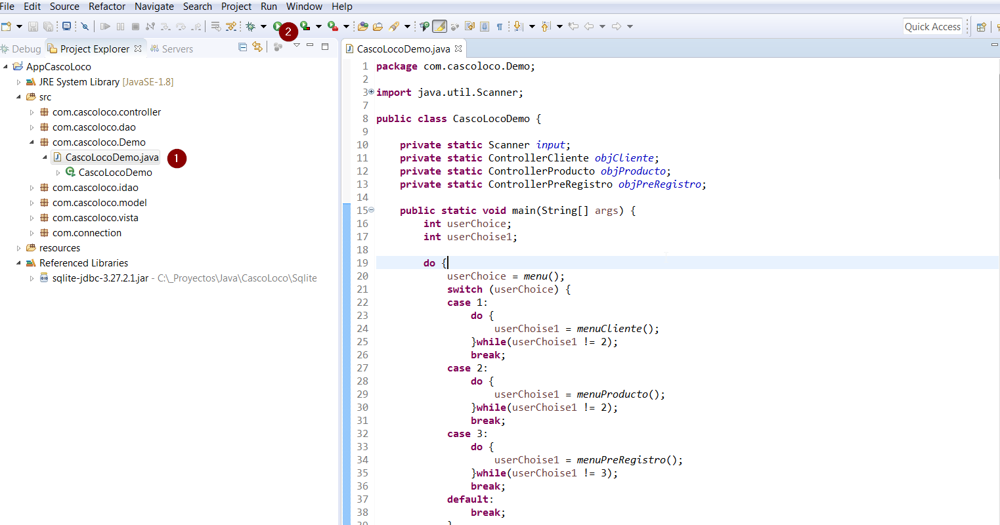 File Edit Source Refactor Navigate Search Project Run Window Help
2
Quick Access
Debug Project Explorer Servers
CascoLocoDemo.java
AppCascoLoco
JRE System Library [JavaSE-1.8]
src
com.cascoloco.controller
com.cascoloco.dao
com.cascoloco.Demo
CascoLocoDemo.java 1
CascoLocoDemo
com.cascoloco.idao
com.cascoloco.model
com.cascoloco.vista
com.connection
resources
Referenced Libraries
sqlite-jdbc-3.27.2.1.jar - C:\_Proyectos\Java\CascoLoco\Sqlite
1 package com.cascoloco.Demo;
2
3 import java.util.Scanner;
7
8 public class CascoLocoDemo {
9
10 private static Scanner input;
11 private static ControllerCliente objCliente;
12 private static ControllerProducto objProducto;
13 private static ControllerPreRegistro objPreRegistro;
14
15 public static void main(String[] args) {
16 int userChoice;
17 int userChoise1;
18
19 do {
20 userChoice = menu();
21 switch (userChoice) {
22 case 1:
23 do {
24 userChoise1 = menuCliente();
25 }while(userChoise1 != 2);
26 break;
27 case 2:
28 do {
29 userChoise1 = menuProducto();
30 }while(userChoise1 != 2);
31 break;
32 case 3:
33 do {
34 userChoise1 = menuPreRegistro();
35 }while(userChoise1 != 3);
36 break;
37 default:
38 break;